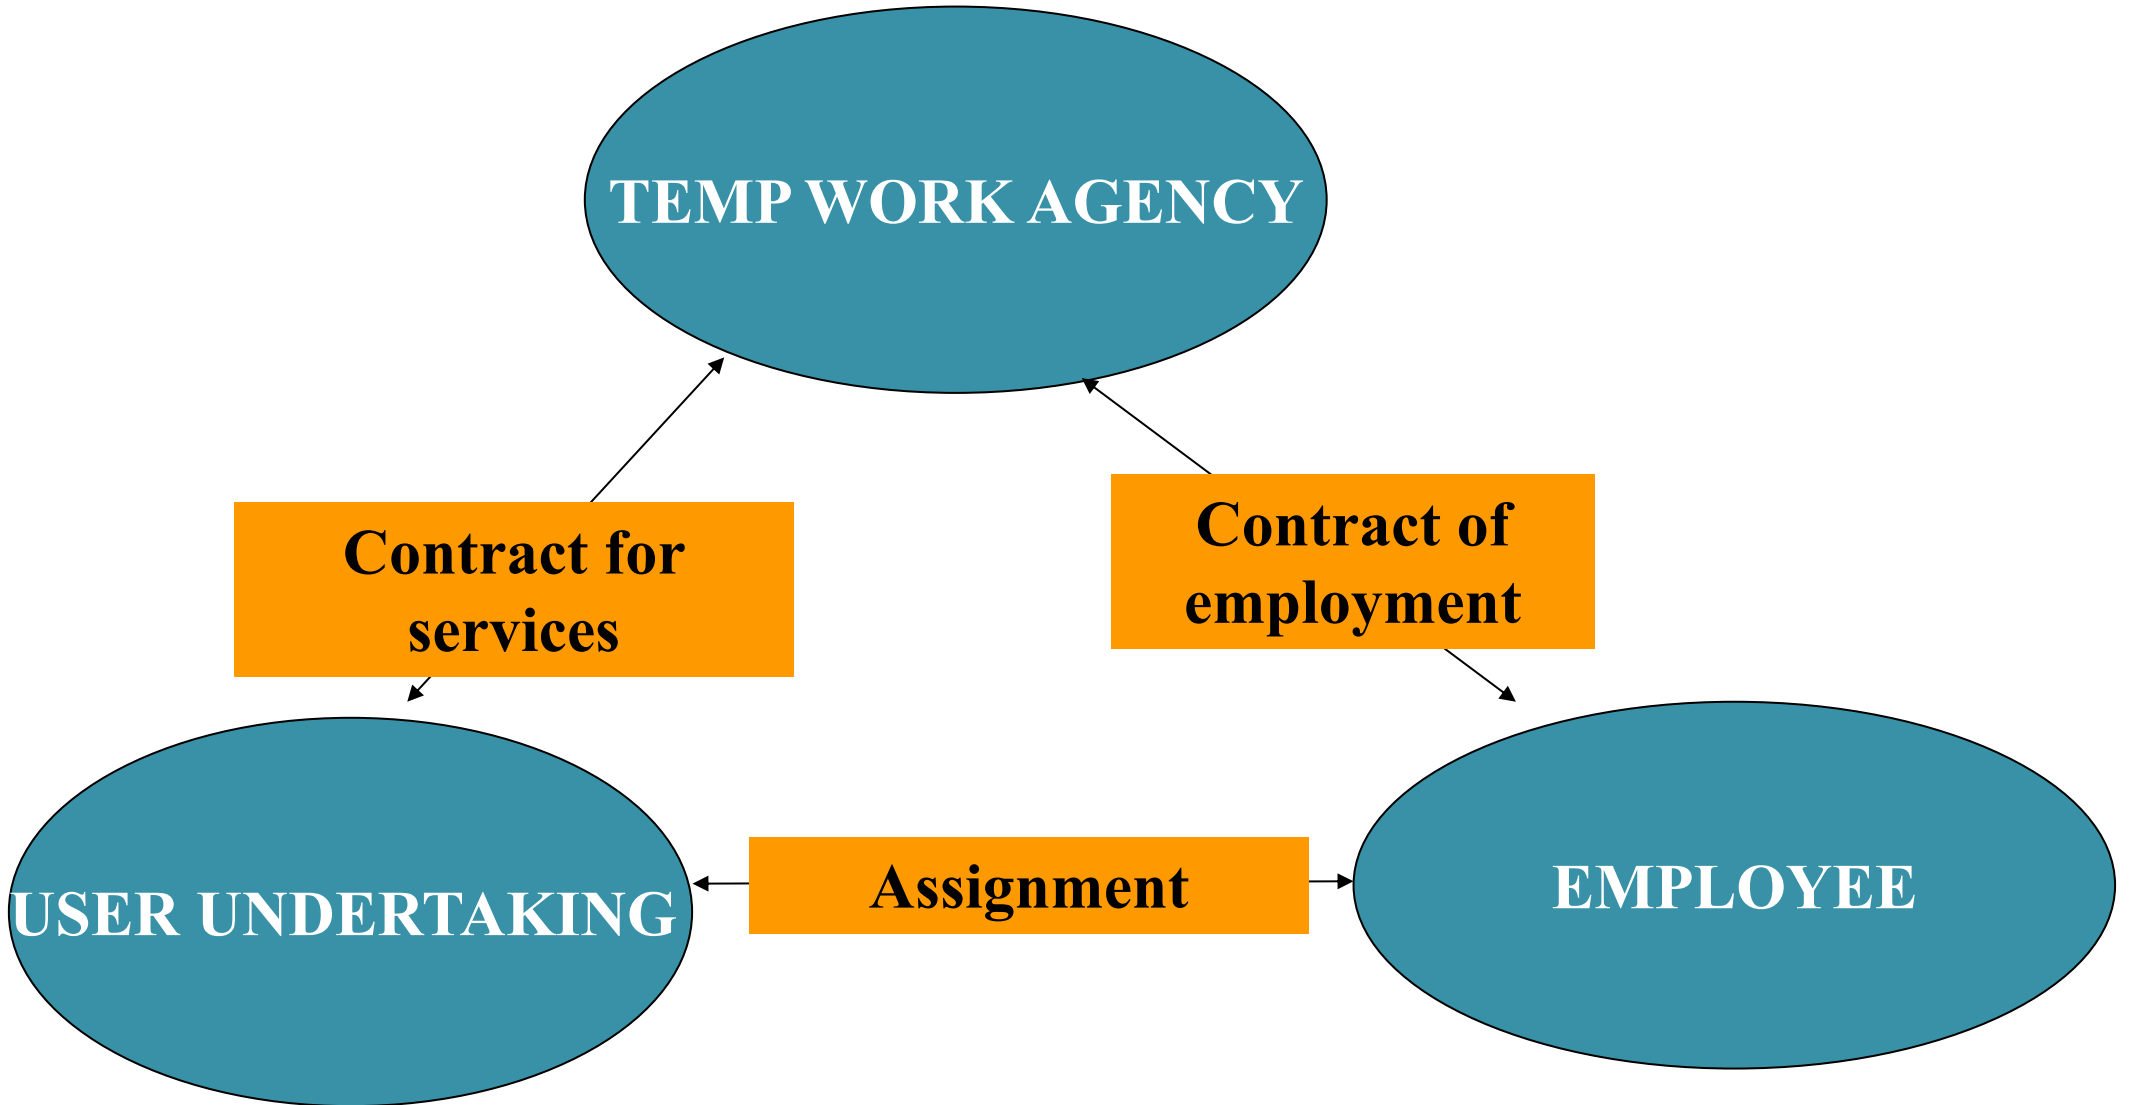 TEMP WORK AGENCY
Contract for
services
Contract of
employment
Assignment
USER UNDERTAKING
EMPLOYEE